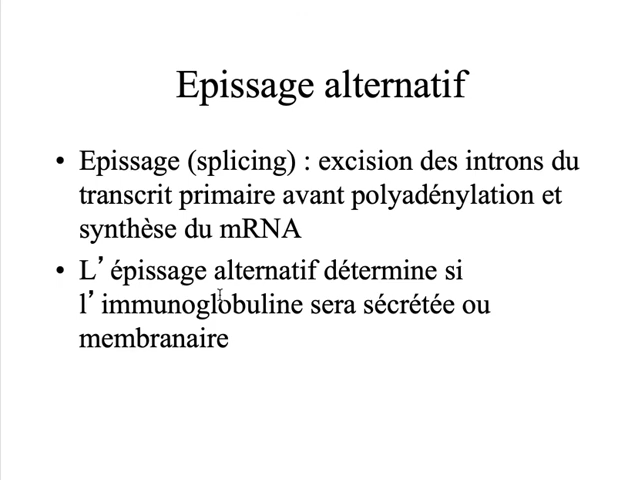 Epissage alternatif
• Epissage (splicing) : excision des introns du
transcrit primaire avant polyadénylation et
synthèse du mRNA
• L’épissage alternatif détermine si
l’immunoglobuline sera sécrétée ou
membranaire